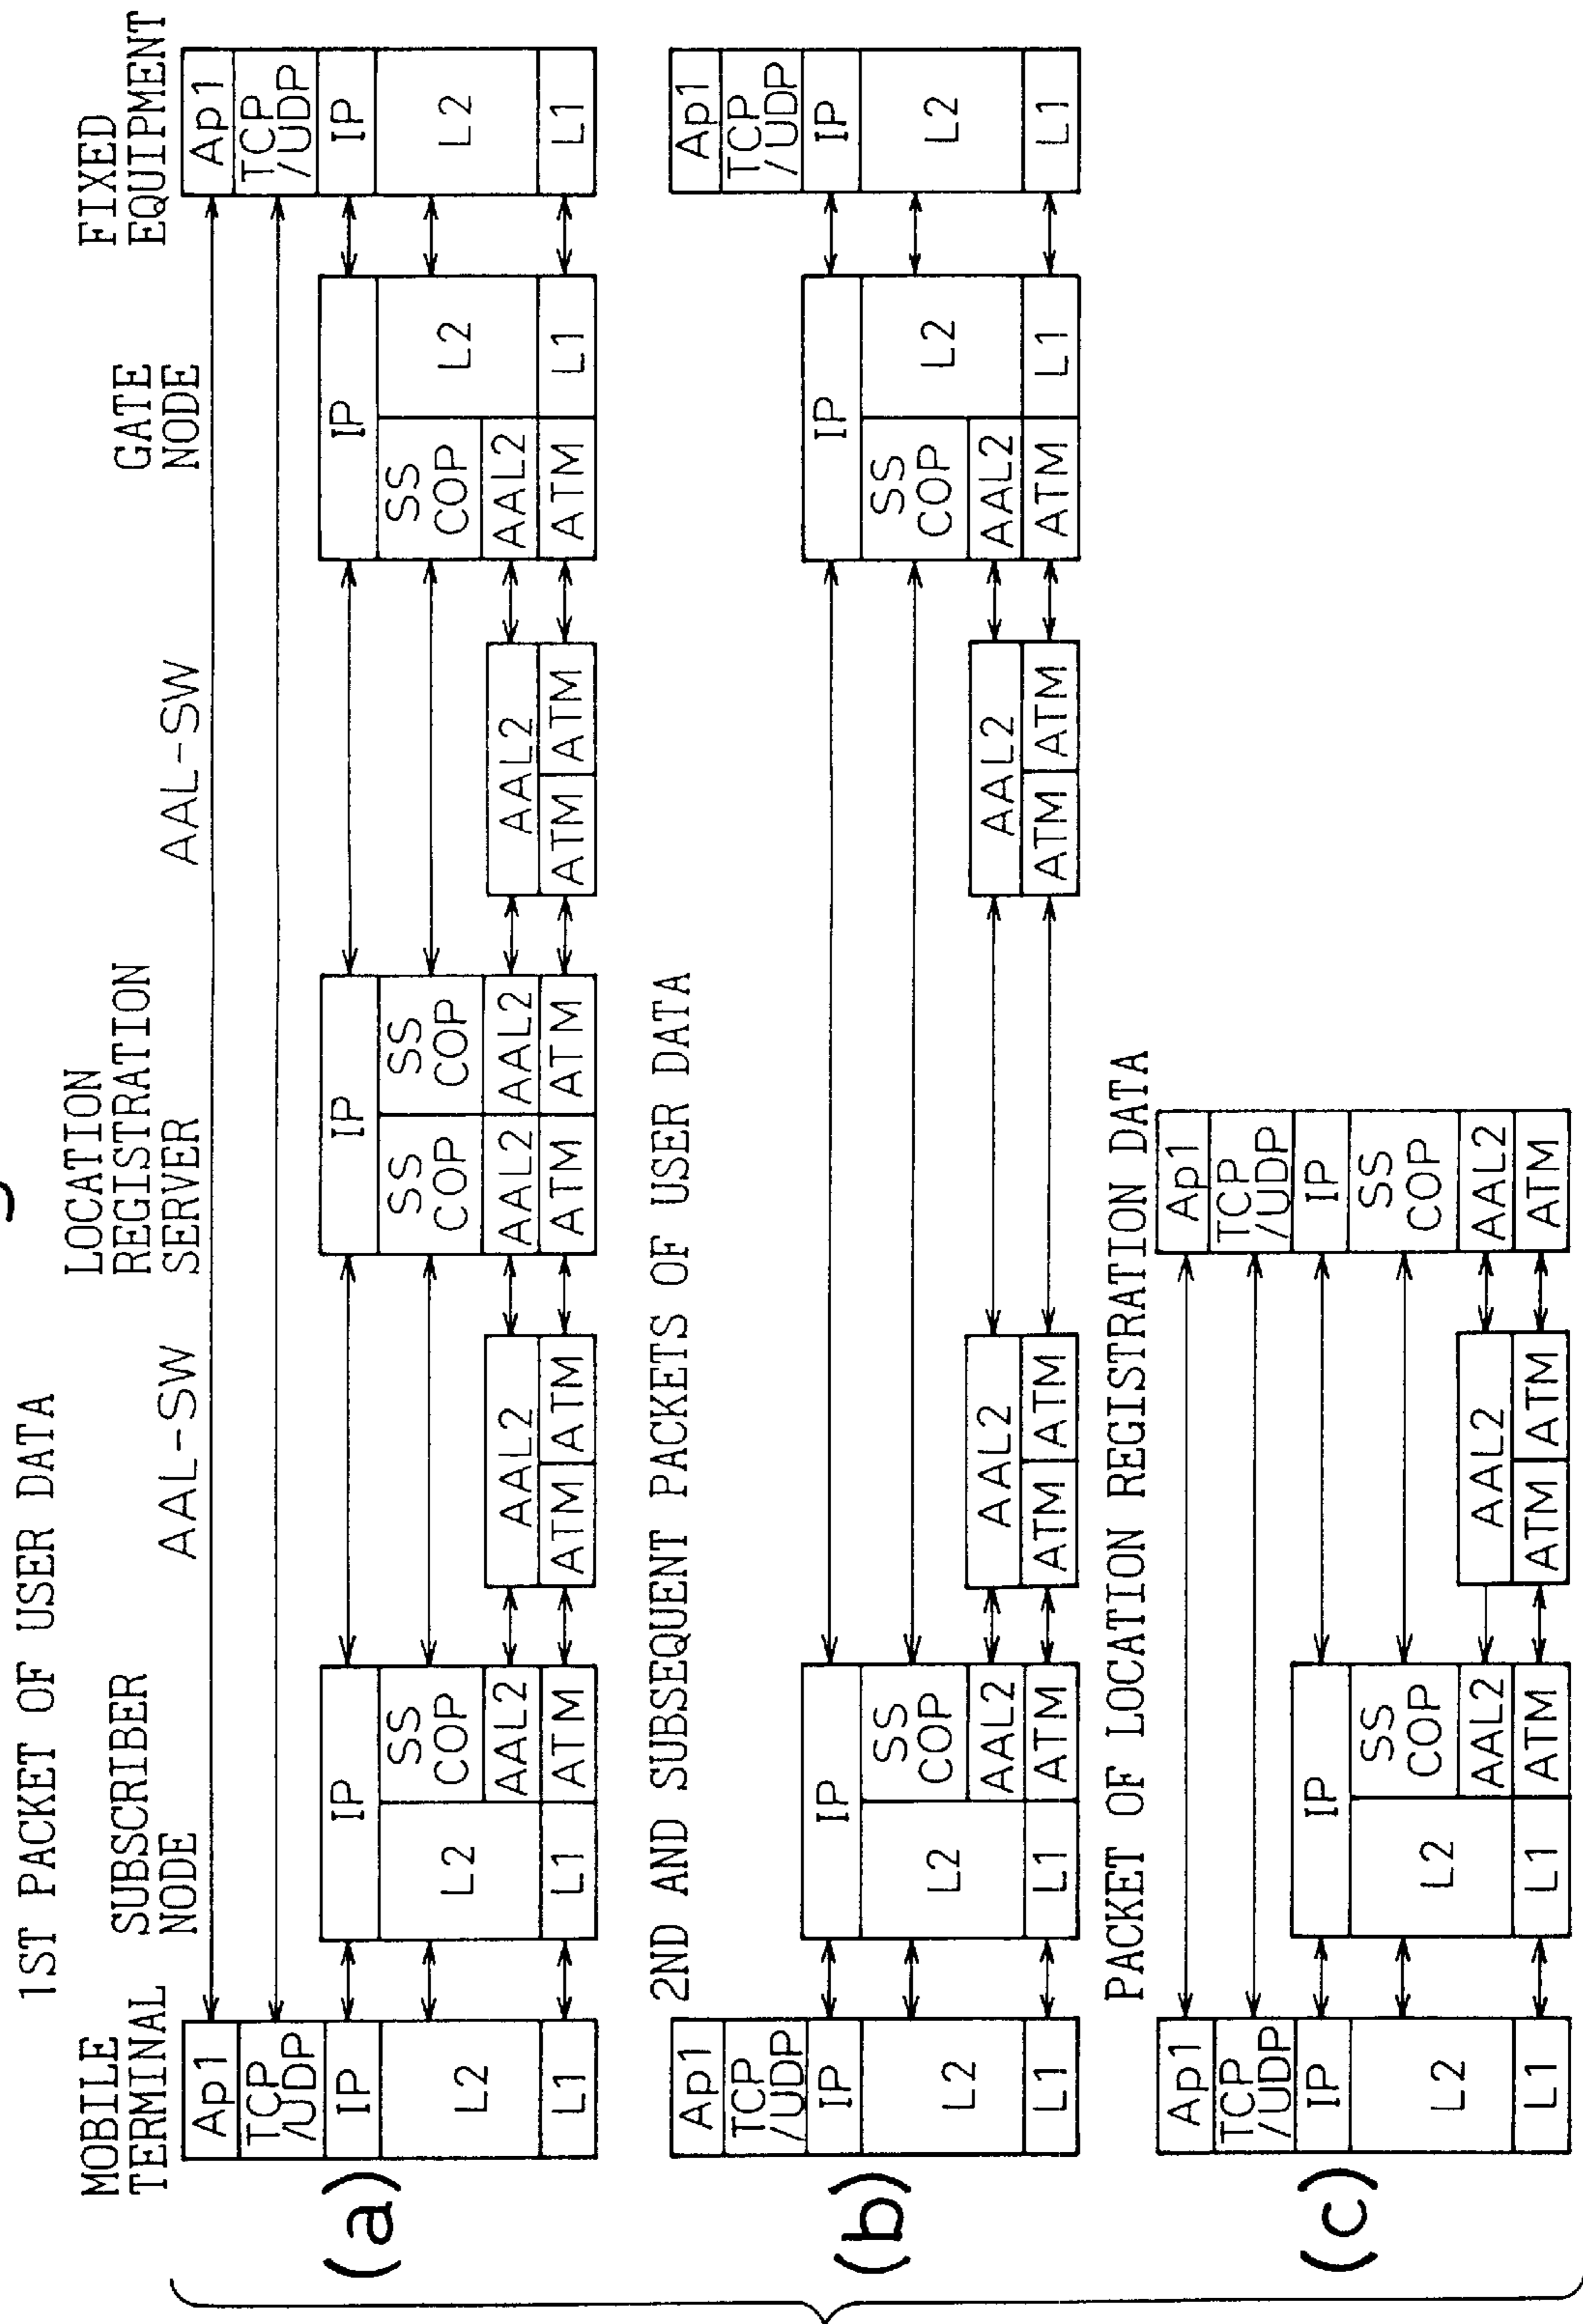 1ST PACKET OF USER DATA
MOBILE
TERMINAL
SUBSCRIBER
NODE
AAL-SW
LOCATION
REGISTRATION
SERVER
AAL-SW
GATE
NODE
FIXED
EQUIPMENT
(a)
Ap1
TCP
/UDP
IP
L2
L1
IP
L2
L1
SS
COP
AAL2
ATM
AAL2
ATM
ATM
IP
SS
COP
AAL2
ATM
SS
COP
AAL2
ATM
AAL2
ATM
ATM
IP
SS
COP
AAL2
ATM
L2
L1
Ap1
TCP
/UDP
IP
L2
L1
2ND AND SUBSEQUENT PACKETS OF USER DATA
(b)
Ap1
TCP
/UDP
IP
L2
L1
IP
L2
L1
SS
COP
AAL2
ATM
AAL2
ATM
ATM
AAL2
ATM
ATM
IP
SS
COP
AAL2
ATM
L2
L1
Ap1
TCP
/UDP
IP
L2
L1
PACKET OF LOCATION REGISTRATION DATA
(c)
Ap1
TCP
/UDP
IP
L2
L1
IP
L2
L1
SS
COP
AAL2
ATM
AAL2
ATM
ATM
Ap1
TCP
/UDP
IP
SS
COP
AAL2
ATM